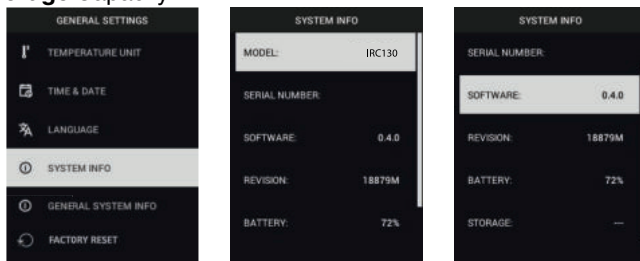 GENERAL SETTINGS
TEMPERATURE UNIT
TIME & DATE
LANGUAGE
SYSTEM INFO
GENERAL SYSTEM INFO
FACTORY RESET
SYSTEM INFO
MODEL: IRC130
SERIAL NUMBER:
SOFTWARE: 0.4.0
REVISION: 18879M
BATTERY: 72%
SYSTEM INFO
SERIAL NUMBER:
SOFTWARE: 0.4.0
REVISION: 18879M
BATTERY: 72%
STORAGE: ---